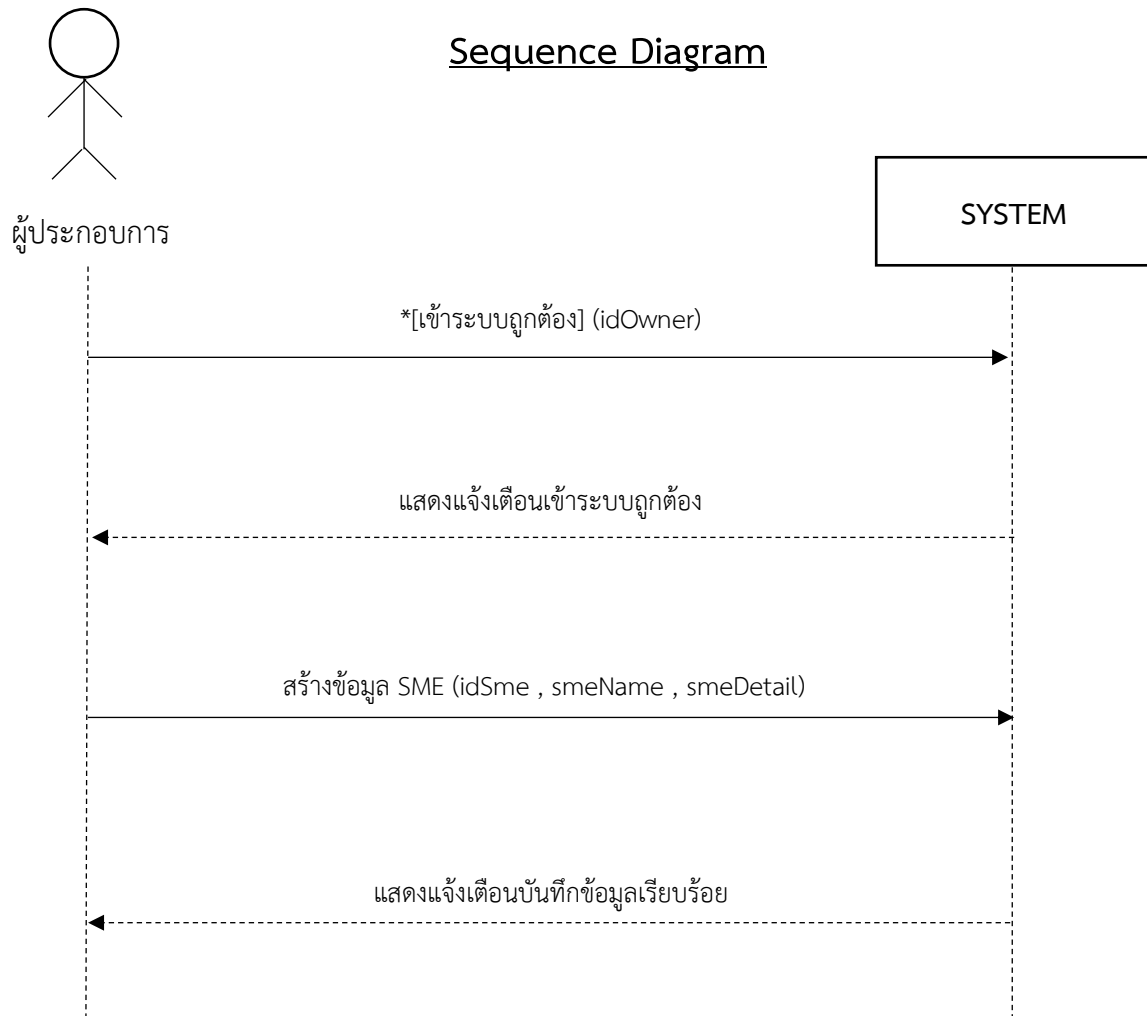 Sequence Diagram
SYSTEM
ผู้ประกอบการ
*[เข้าระบบถูกต้อง] (idOwner)
แสดงแจ้งเตือนเข้าระบบถูกต้อง
สร้างข้อมูล SME (idSme , smeName , smeDetail)
แสดงแจ้งเตือนบันทึกข้อมูลเรียบร้อย